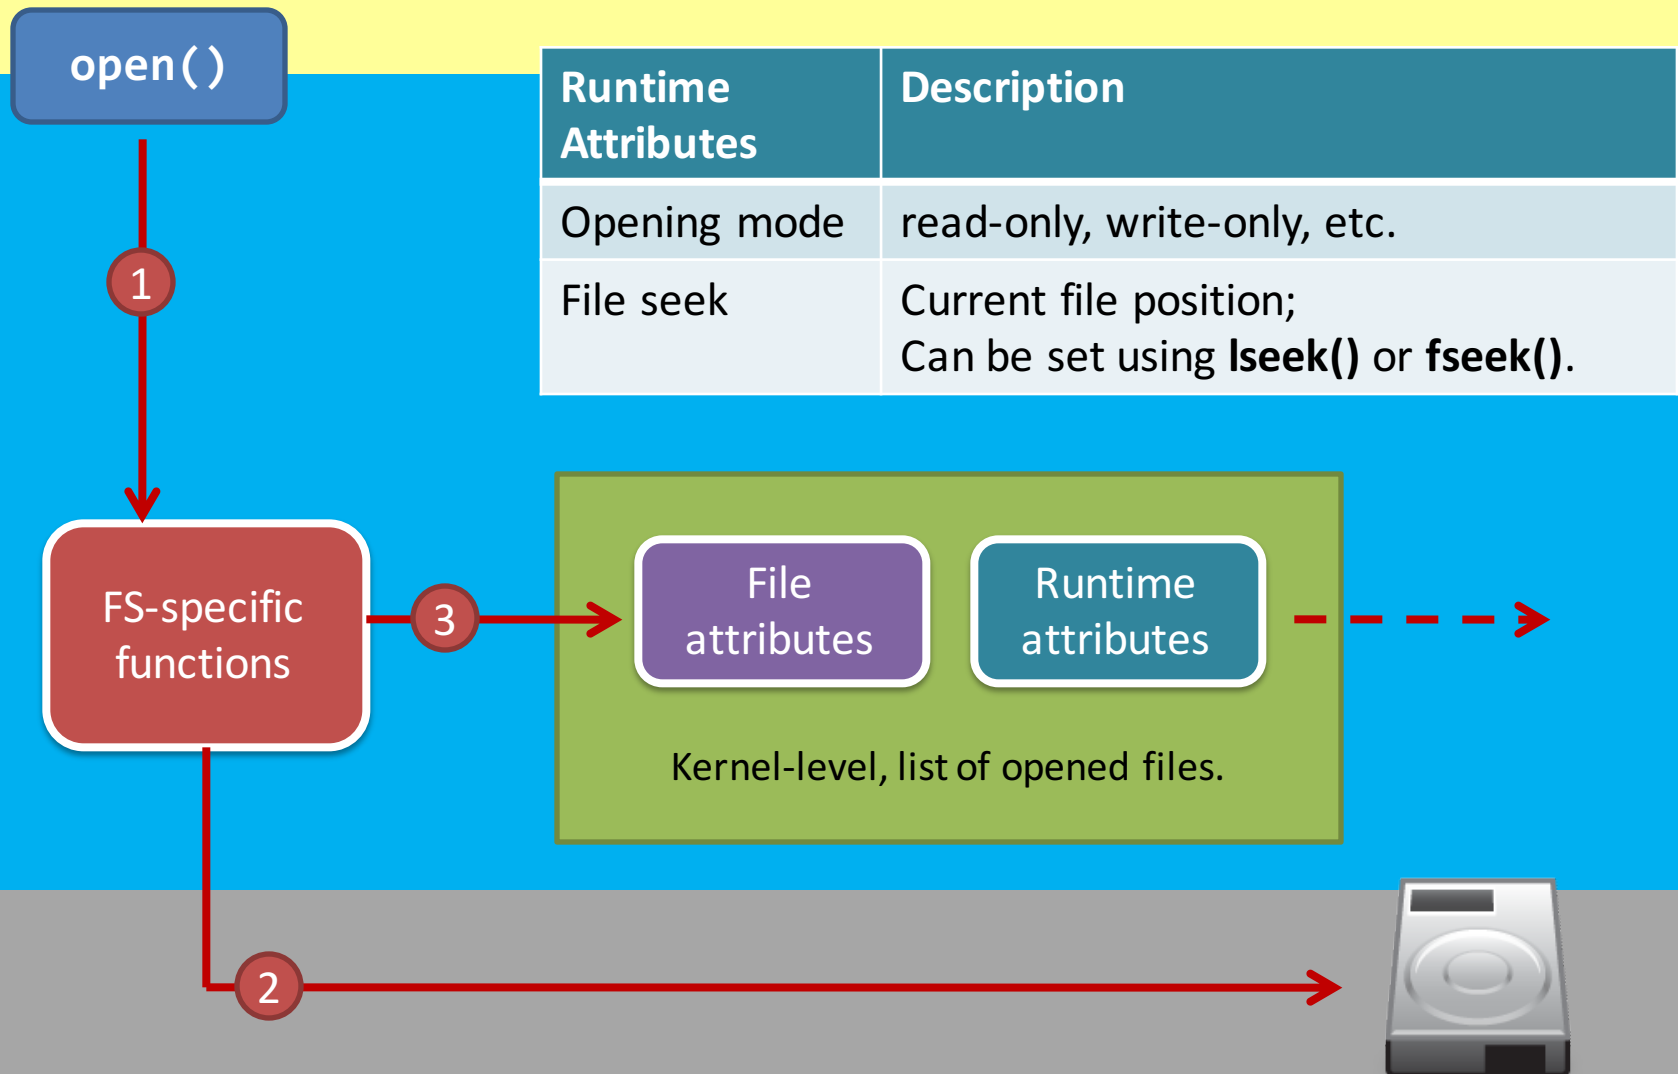 open()
Runtime
Attributes
Description
Opening mode
read-only, write-only, etc.
File seek
Current file position;
Can be set using lseek() or fseek().
1
FS-specific
functions
3
File
attributes
Runtime
attributes
Kernel-level, list of opened files.
2